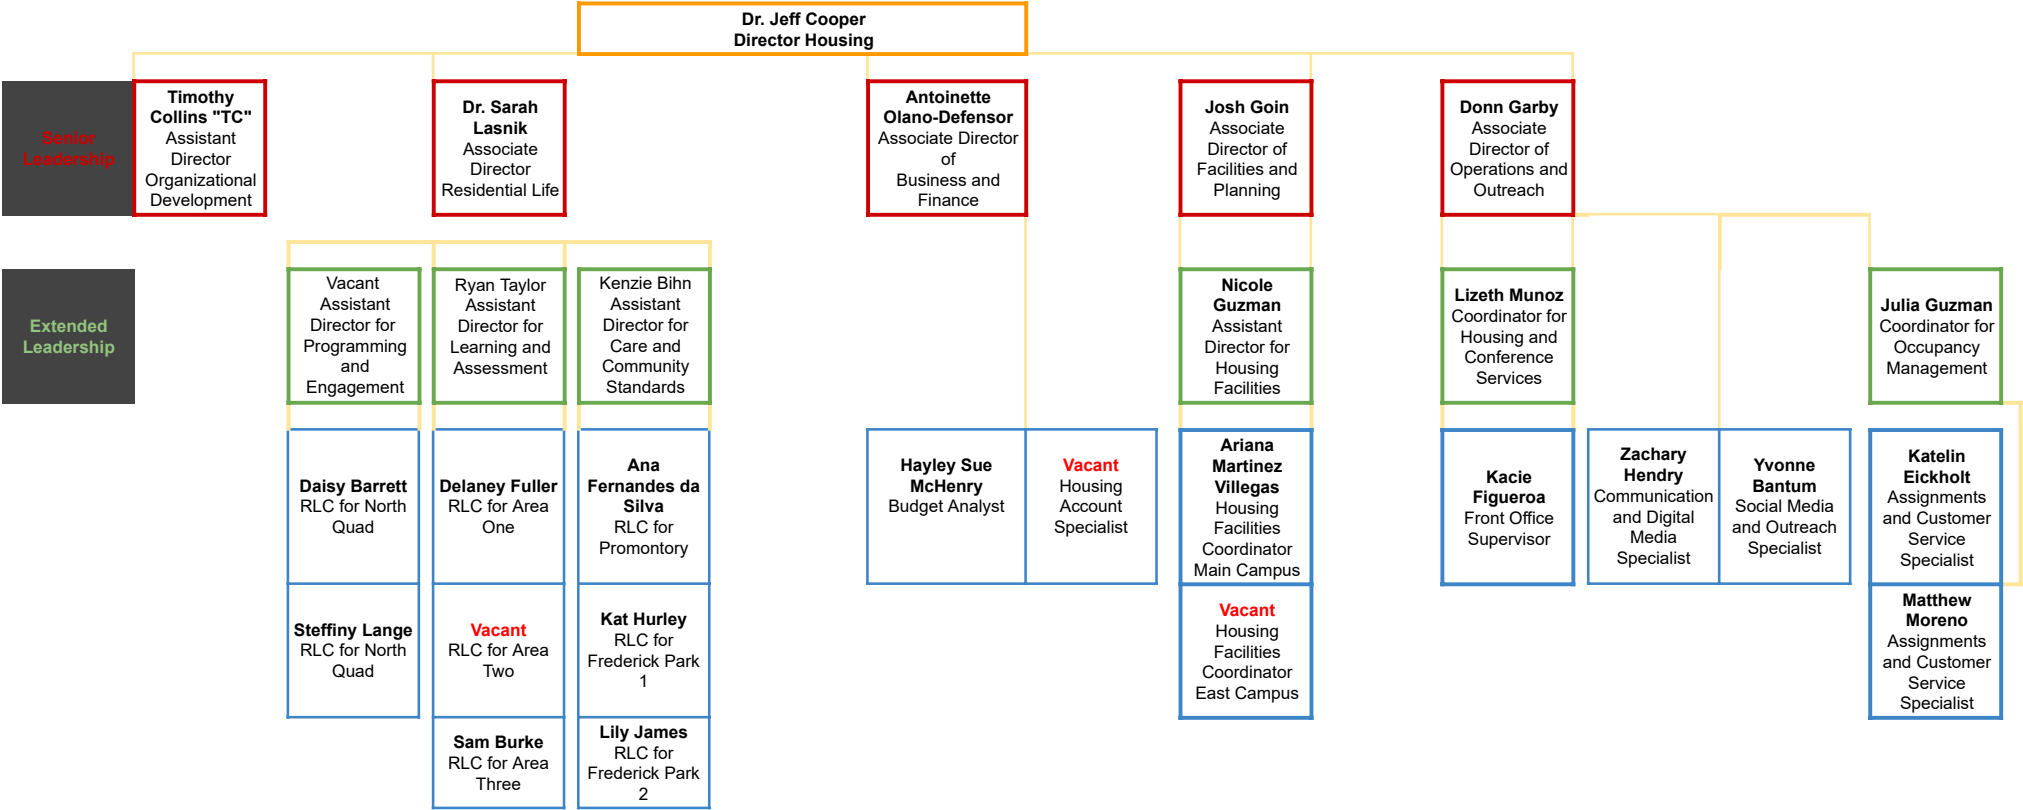 Dr. Jeff Cooper
Director Housing
Senior
Leadership
Timothy
Collins "TC"
Assistant
Director
Organizational
Development
Dr. Sarah
Lasnik
Associate
Director
Residential Life
Antoinette
Olano-Defensor
Associate Director
of
Business and
Finance
Josh Goin
Associate
Director of
Facilities and
Planning
Donn Garby
Associate
Director of
Operations and
Outreach
Extended
Leadership
Vacant
Assistant
Director for
Programming
and
Engagement
Ryan Taylor
Assistant
Director for
Learning and
Assessment
Kenzie Bihn
Assistant
Director for
Care and
Community
Standards
Nicole
Guzman
Assistant
Director for
Housing
Facilities
Lizeth Munoz
Coordinator for
Housing and
Conference
Services
Julia Guzman
Coordinator for
Occupancy
Management
Daisy Barrett
RLC for North
Quad
Delaney Fuller
RLC for Area
One
Ana
Fernandes da
Silva
RLC for
Promontory
Hayley Sue
McHenry
Budget Analyst
Vacant
Housing
Account
Specialist
Ariana
Martinez
Villegas
Housing
Facilities
Coordinator
Main Campus
Kacie
Figueroa
Front Office
Supervisor
Zachary
Hendry
Communication
and Digital
Media
Specialist
Yvonne
Bantum
Social Media
and Outreach
Specialist
Katelin
Eickholt
Assignments
and Customer
Service
Specialist
Steffiny Lange
RLC for North
Quad
Vacant
RLC for Area
Two
Kat Hurley
RLC for
Frederick Park
1
Vacant
Housing
Facilities
Coordinator
East Campus
Matthew
Moreno
Assignments
and Customer
Service
Specialist
Sam Burke
RLC for Area
Three
Lily James
RLC for
Frederick Park
2